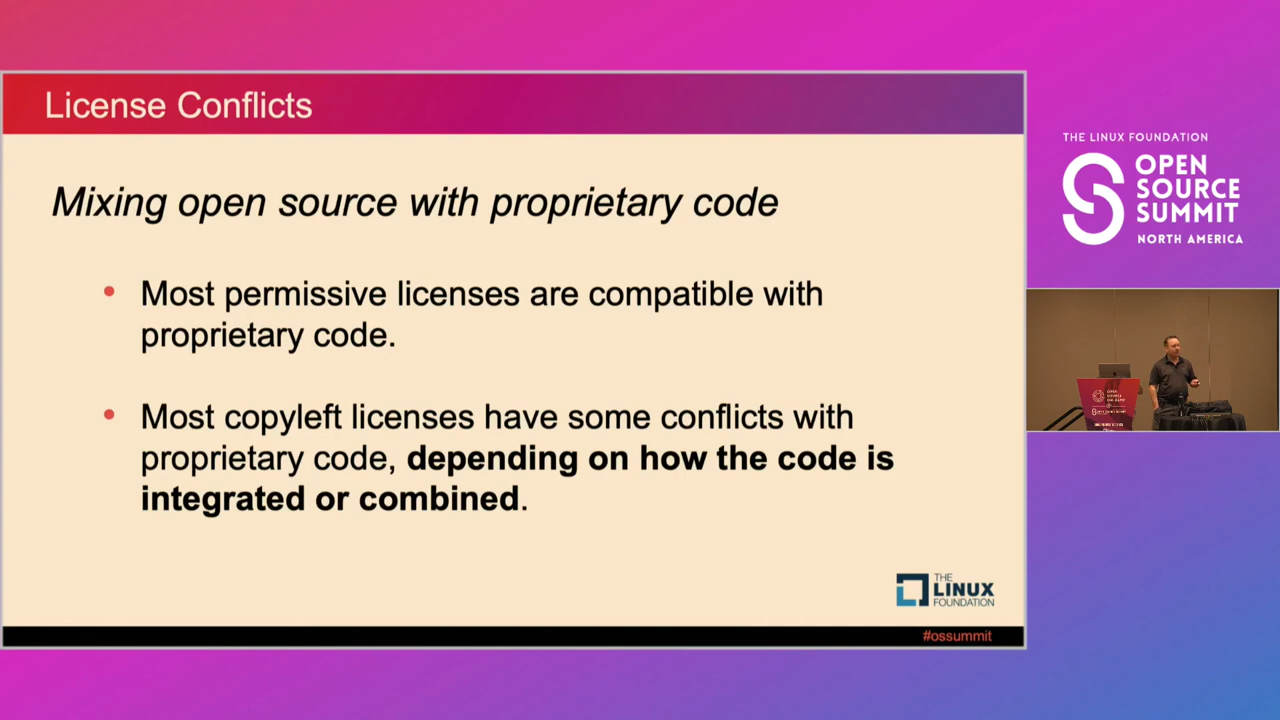 License Conflicts
Mixing open source with proprietary code
• Most permissive licenses are compatible with
proprietary code.
• Most copyleft licenses have some conflicts with
proprietary code, depending on how the code is
integrated or combined.
THE
LINUX
FOUNDATION
#ossummit
THE LINUX FOUNDATION
OPEN
SOURCE
SUMMIT
NORTH AMERICA